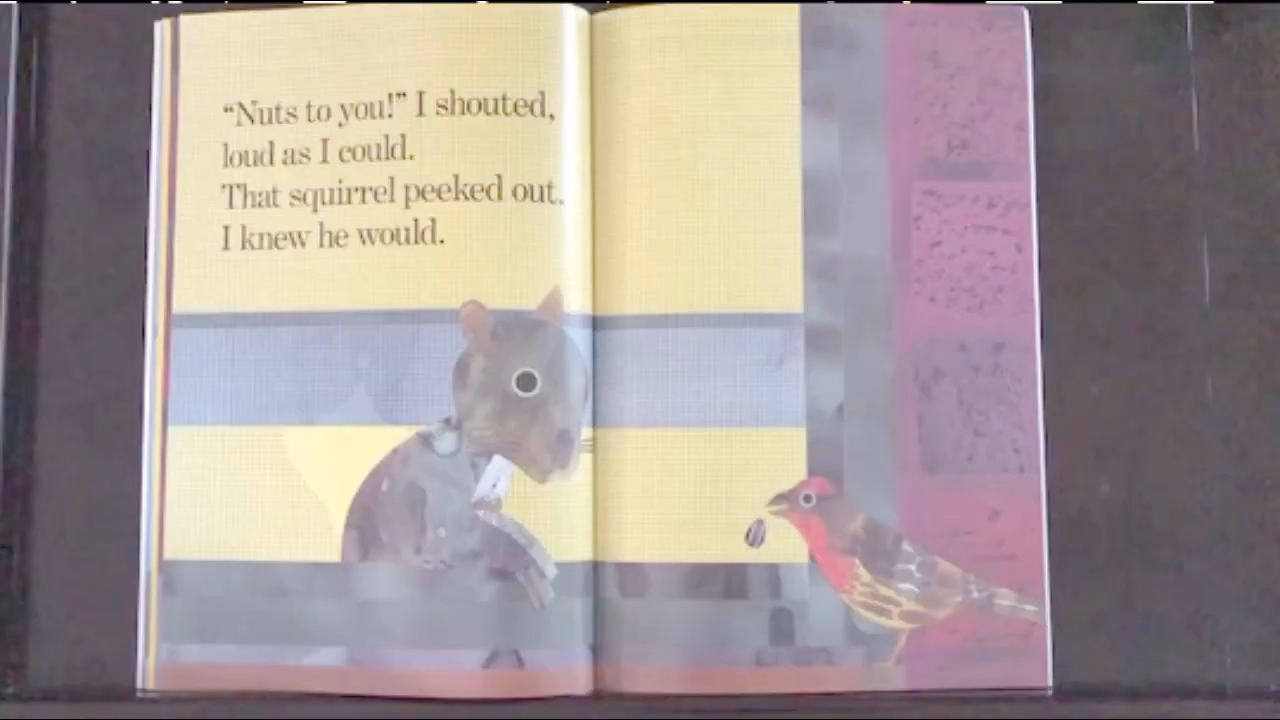 “Nuts to you!” I shouted,
loud as I could.
That squirrel peeked out.
I knew he would.